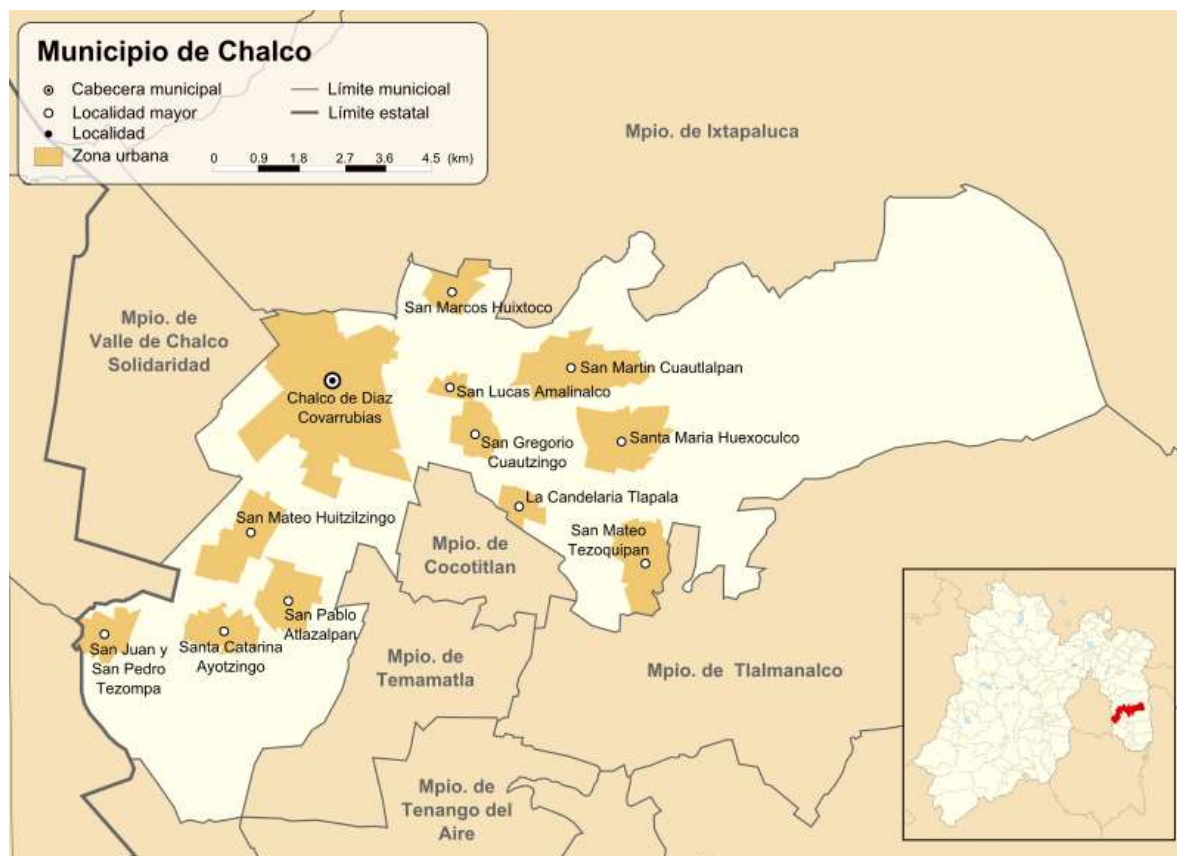 Municipio de Chalco
Cabecera municipal
Localidad mayor
Localidad
Zona urbana
Límite municioal
Límite estatal
0 0.9 1.8 2.7 3.6 4.5 (km)
Mpio. de Ixtapaluca
Mpio. de
Valle de Chalco
Solidaridad
San Marcos Huixtoco
San Martin Cuautlalpan
Chalco de Diaz
Covarrubias
San Lucas Amalinalco
San Gregorio
Cuautzingo
Santa Maria Huexoculco
La Candelaria Tlapala
San Mateo Huitzilzingo
San Mateo
Tezoquipan
Mpio. de
Cocotitlan
San Pablo
Atlazalpan
San Juan y
San Pedro
Tezompa
Santa Catarina
Ayotzingo
Mpio. de
Temamatla
Mpio. de Tlalmanalco
Mpio. de
Tenango del
Aire